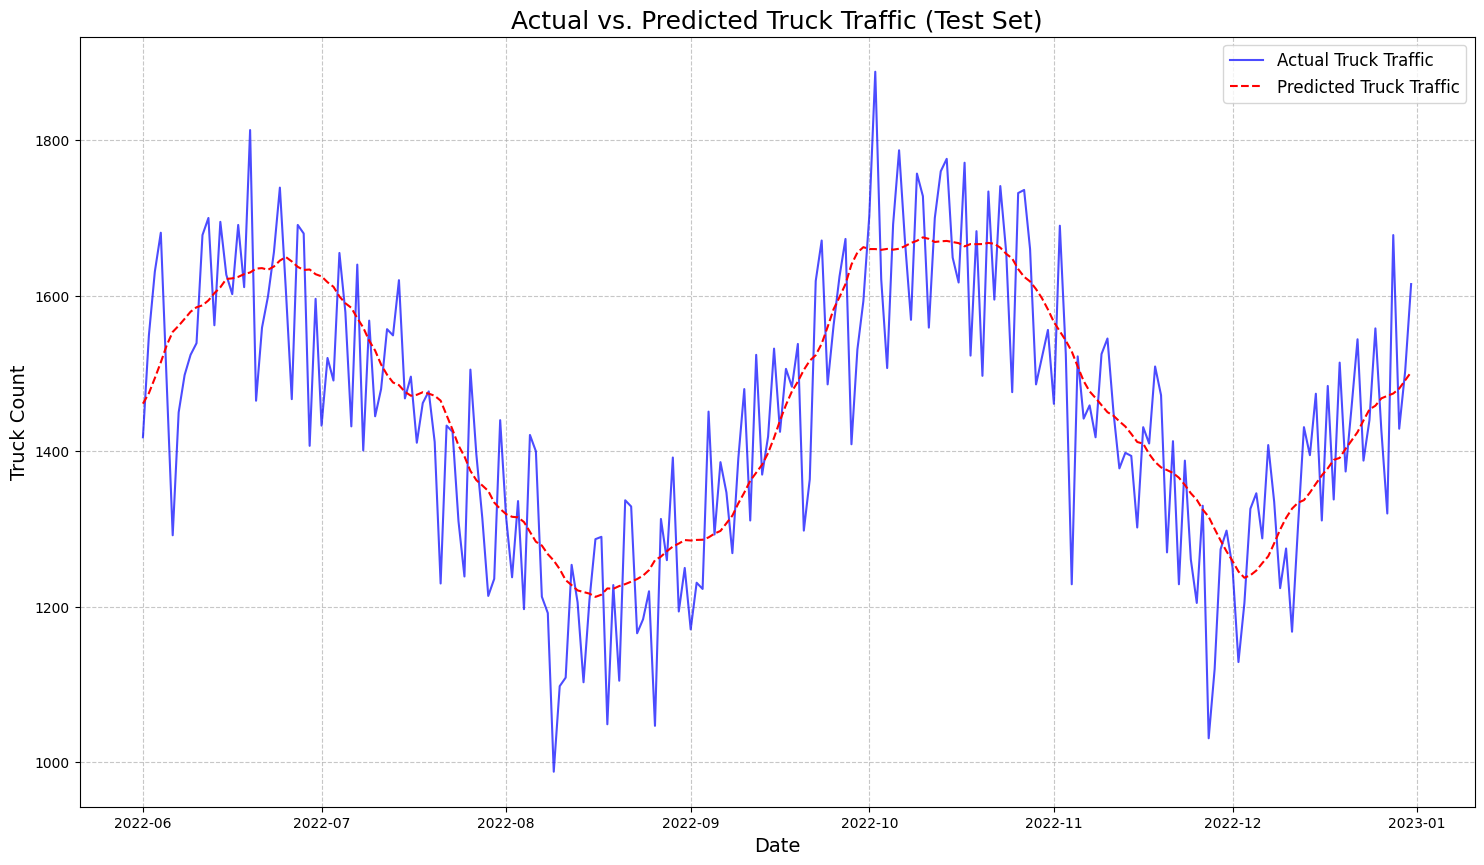 Actual vs. Predicted Truck Traffic (Test Set)
Actual Truck Traffic
Predicted Truck Traffic
Truck Count
1800
1600
1400
1200
1000
2022-06
2022-07
2022-08
2022-09
2022-10
2022-11
2022-12
2023-01
Date